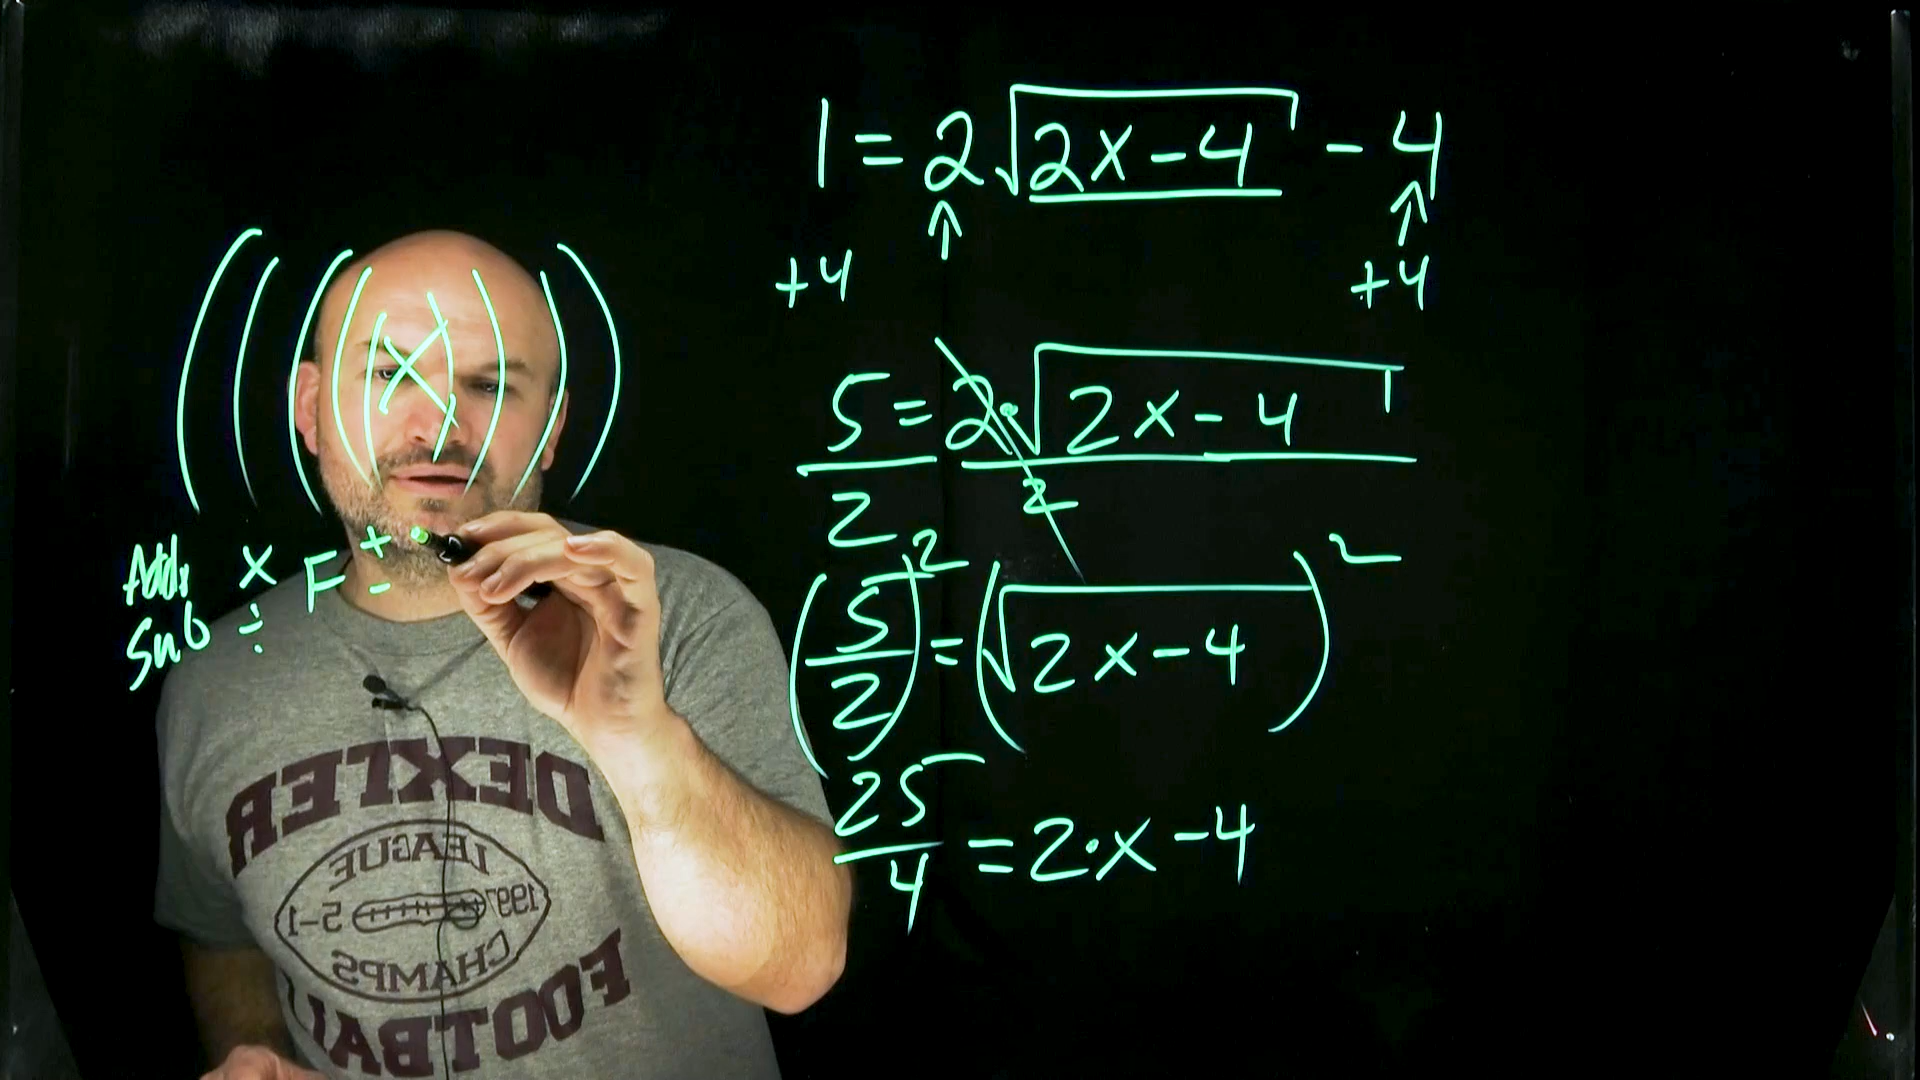 1 = 2√(2x - 4) - 4
+4 +4
5/2 = 2·√(2x - 4)/2
(5/2)² = (√(2x - 4))²
25/4 = 2·x - 4
(((((x)))))
Add, × F +
Sub ÷ -
DEXTER
LEAGUE
1997 5-1
CHAMPS
FOOTBALL